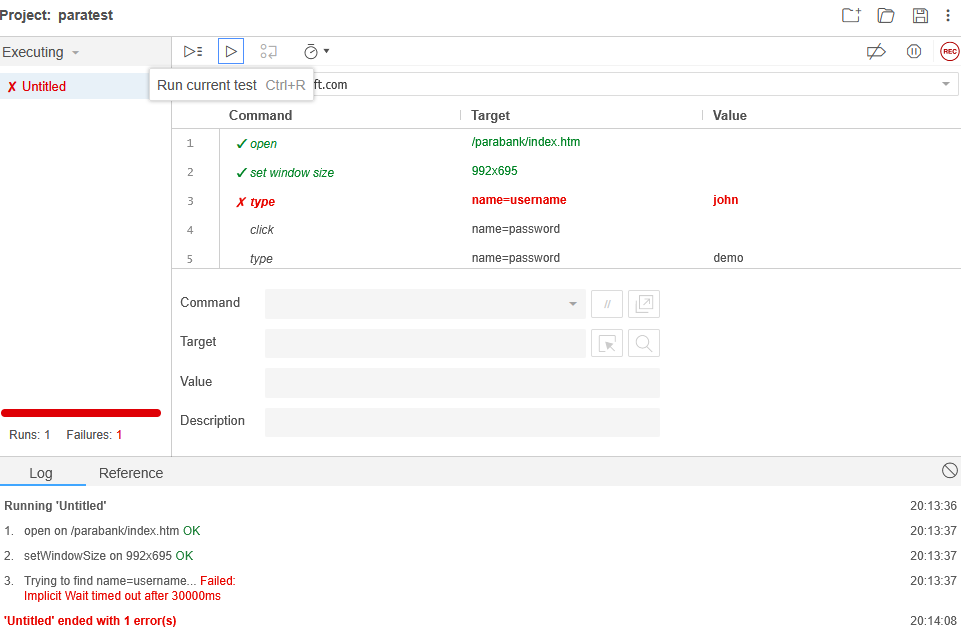 Project: paratest
Executing
REC
✗ Untitled
Run current test Ctrl+R
ft.com
Command Target Value
1 ✓ open /parabank/index.htm
2 ✓ set window size 992x695
3 ✗ type name=username john
4 click name=password
5 type name=password demo
Command //
Target
Value
Description
Runs: 1 Failures: 1
Log Reference
Running 'Untitled' 20:13:36
1. open on /parabank/index.htm OK 20:13:37
2. setWindowSize on 992x695 OK 20:13:37
3. Trying to find name=username... Failed: 20:13:37
Implicit Wait timed out after 30000ms
'Untitled' ended with 1 error(s) 20:14:08